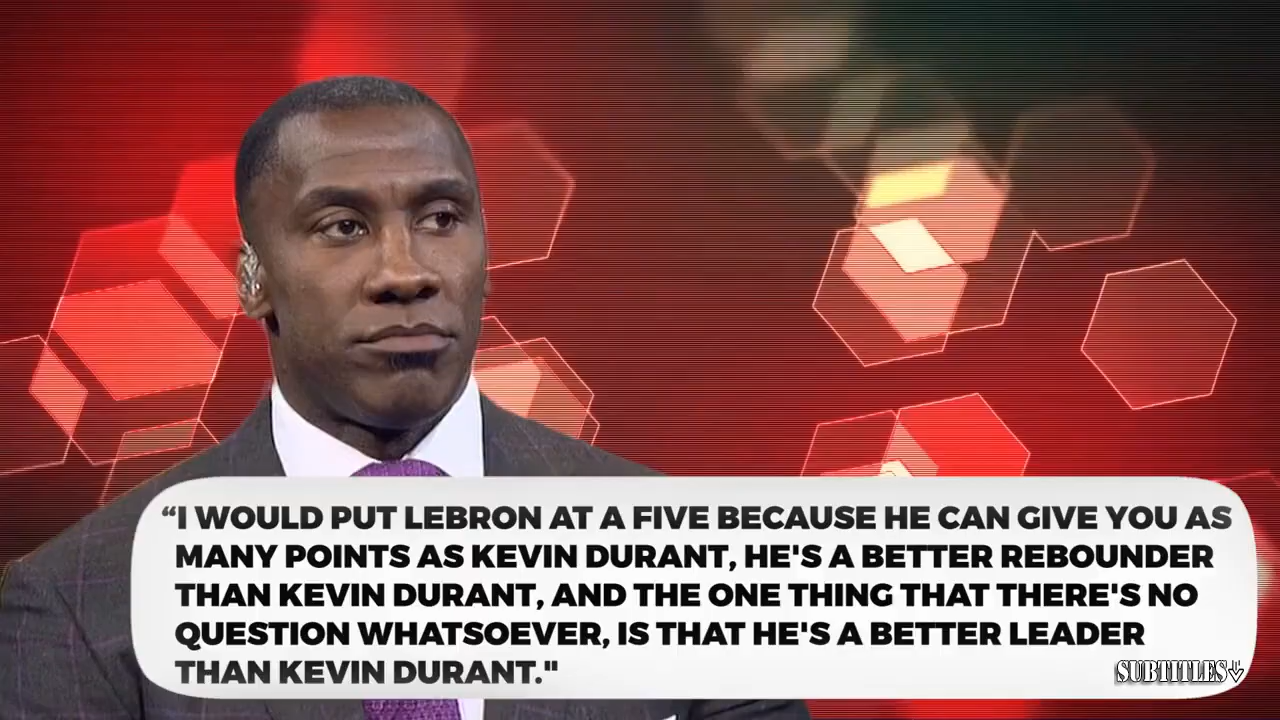 “I WOULD PUT LEBRON AT A FIVE BECAUSE HE CAN GIVE YOU AS
MANY POINTS AS KEVIN DURANT, HE'S A BETTER REBOUNDER
THAN KEVIN DURANT, AND THE ONE THING THAT THERE'S NO
QUESTION WHATSOEVER, IS THAT HE'S A BETTER LEADER
THAN KEVIN DURANT."
SUBTITLES